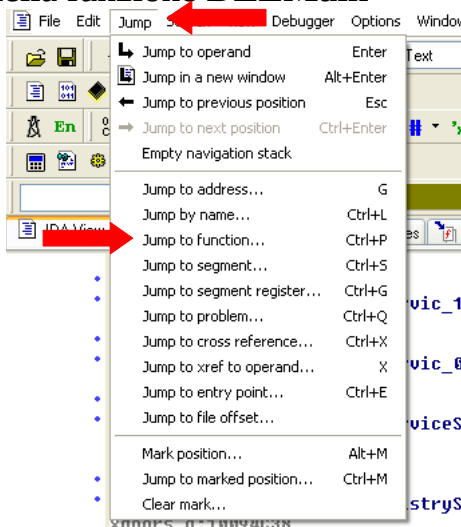 File Edit Jump Debugger Options Window
Text
En
Jump to operand Enter
Jump in a new window Alt+Enter
Jump to previous position Esc
Jump to next position Ctrl+Enter
Empty navigation stack
Jump to address... G
Jump by name... Ctrl+L
Jump to function... Ctrl+P
Jump to segment... Ctrl+S
Jump to segment register... Ctrl+G
Jump to problem... Ctrl+Q
Jump to cross reference... Ctrl+X
Jump to xref to operand... X
Jump to entry point... Ctrl+E
Jump to file offset... 
Mark position... Alt+M
Jump to marked position... Ctrl+M
Clear mark...